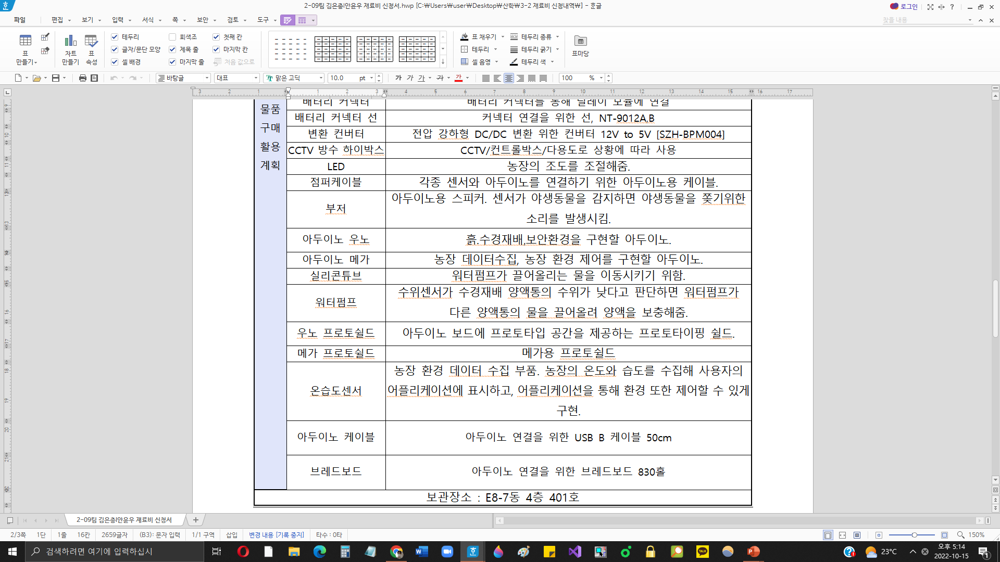 2-09팀 김은총|안윤우 재료비 신청서.hwp [C:\Users\user\Desktop\산학\3-2 재료비 신청내역\] - 한글
로그인
파일 편집 보기 입력 서식 쪽 보안 검토 도구
찾을 내용
표 만들기
차트 만들기
표 속성
테두리 회색조 첫째 칸
글자/문단 모양 제목 줄 마지막 칸
셀 배경 마지막 줄 처음 값으로
표 채우기 테두리 종류
테두리 테두리 굵기
셀 음영 테두리 색
표마당
바탕글 대표 맑은 고딕 10.0 pt 가 가 가 가 가 100 %
3 2 1 1 2 3 4 5 6 7 8 9 10 11 12 13 14 15 16 17
물품
구매
활용
계획
배터리 커넥터 배터리 커넥터를 통해 릴레이 모듈에 연결
배터리 커넥터 선 커넥터 연결을 위한 선, NT-9012A,B
변환 컨버터 전압 강하형 DC/DC 변환 위한 컨버터 12V to 5V [SZH-BPM004]
CCTV 방수 하이박스 CCTV/컨트롤박스/다용도로 상황에 따라 사용
LED 농장의 조도를 조절해줌.
점퍼케이블 각종 센서와 아두이노를 연결하기 위한 아두이노용 케이블.
부저 아두이노용 스피커. 센서가 야생동물을 감지하면 야생동물을 쫒기위한
소리를 발생시킴.
아두이노 우노 흙.수경재배,보안환경을 구현할 아두이노.
아두이노 메가 농장 데이터수집, 농장 환경 제어를 구현할 아두이노.
실리콘튜브 워터펌프가 끌어올리는 물을 이동시키기 위함.
워터펌프 수위센서가 수경재배 양액통의 수위가 낮다고 판단하면 워터펌프가
다른 양액통의 물을 끌어올려 양액을 보충해줌.
우노 프로토쉴드 아두이노 보드에 프로토타입 공간을 제공하는 프로토타이핑 쉴드.
메가 프로토쉴드 메가용 프로토쉴드
온습도센서 농장 환경 데이터 수집 부품. 농장의 온도와 습도를 수집해 사용자의
어플리케이션에 표시하고, 어플리케이션을 통해 환경 또한 제어할 수 있게
구현.
아두이노 케이블 아두이노 연결을 위한 USB B 케이블 50cm
브레드보드 아두이노 연결을 위한 브레드보드 830홀
보관장소 : E8-7동 4층 401호
2-09팀 김은총|안윤우 재료비 신청서
2/3쪽 1단 1줄 16칸 2659글자 (B3): 문자 입력 1/1 구역 삽입 변경 내용 [기록 중지] 타수 : 0타 150%
검색하려면 여기에 입력하십시
TALK
23°C
오후 5:14
2022-10-15
1